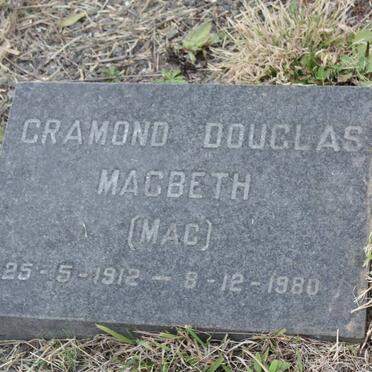 CRAMOND DOUGLAS
MACBETH
(MAC)
25-5-1912 - 8-12-1980